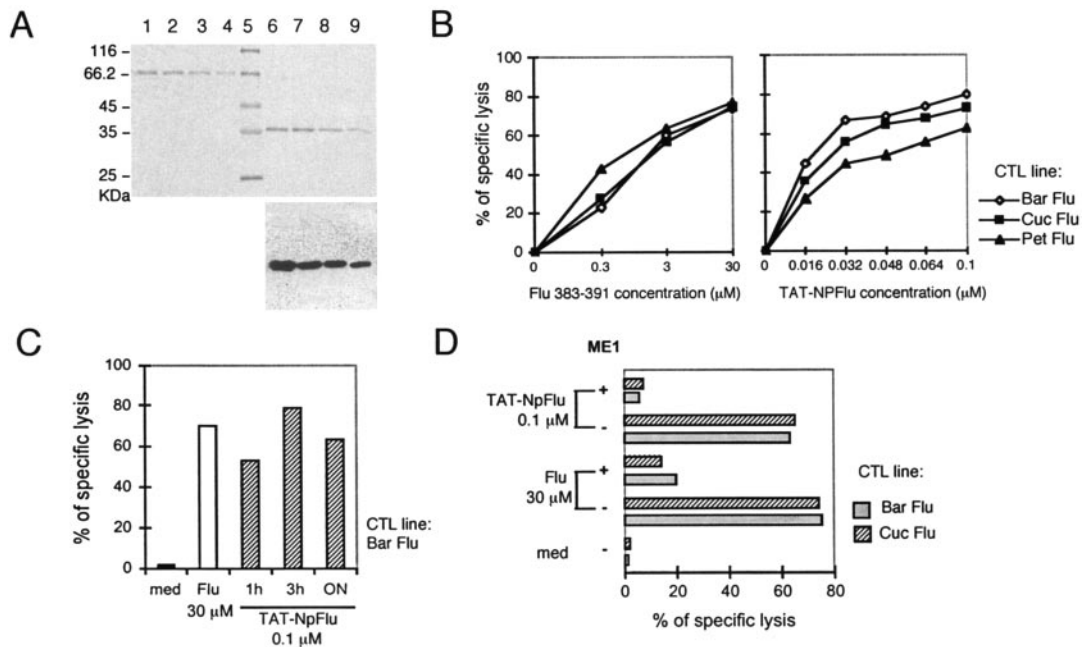 A
1 2 3 4 5 6 7 8 9
116 –
66.2 –
45 –
35 –
25 –
KDa
B
% of specific lysis
100
80
60
40
20
0
0 0.3 3 30
Flu 383-391 concentration (μM)
0 0.016 0.032 0.048 0.064 0.1
TAT-NPFlu concentration (μM)
CTL line:
Bar Flu
Cuc Flu
Pet Flu
C
% of specific lysis
100
80
60
40
20
0
med Flu 1h 3h ON
30 μM TAT-NpFlu
0.1 μM
CTL line:
Bar Flu
D
ME1
TAT-NpFlu
0.1 μM
+
-
Flu
30 μM
+
-
med -
0 20 40 60 80
% of specific lysis
CTL line:
Bar Flu
Cuc Flu